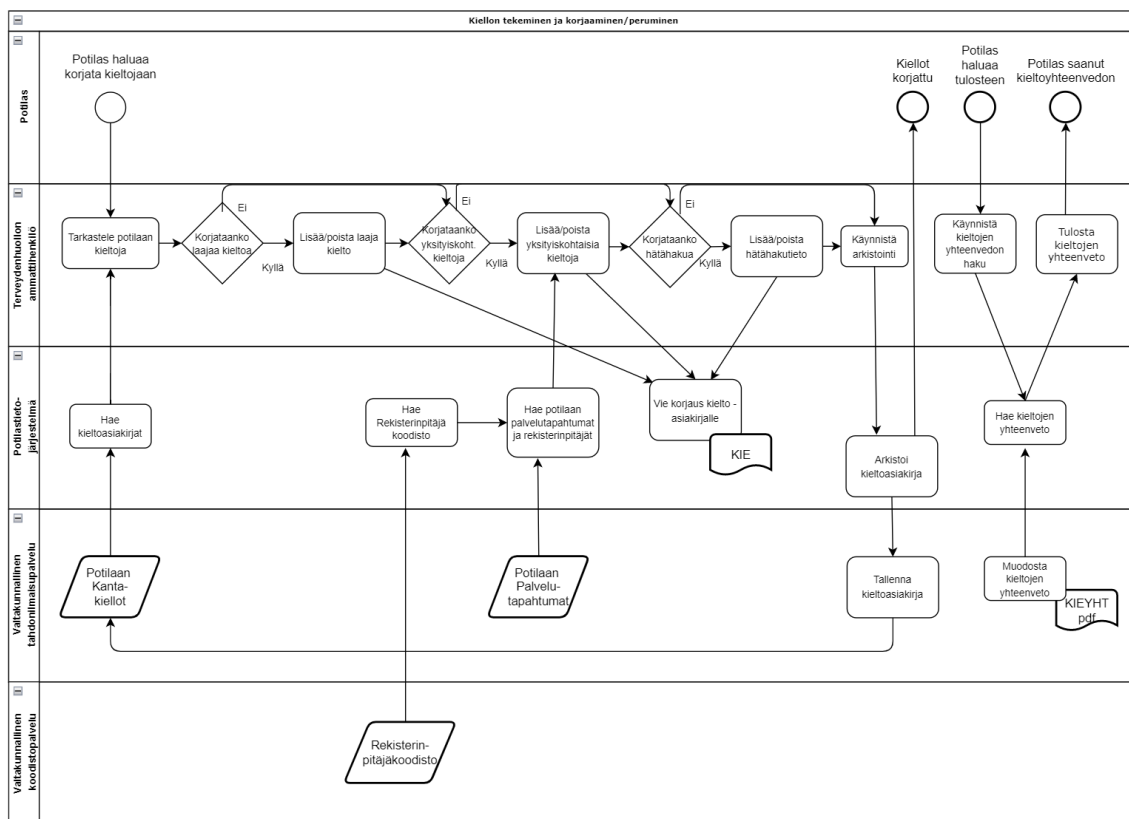 Kiellon tekeminen ja korjaaminen/peruminen
Potilas
Potilas haluaa
korjata kieltojaan
Kiellot
korjattu
Potilas
haluaa
tulosteen
Potilas saanut
kieltoyhteenvedon
Terveydenhuollon
ammattihenkilö
Tarkastele potilaan
kieltoja
Korjataanko
laajaa kieltoa
Ei
Kyllä
Lisää/poista laaja
kielto
Korjataanko
yksityiskoht.
kieltoja
Ei
Kyllä
Lisää/poista
yksityiskohtaisia
kieltoja
Korjataanko
hätähakua
Ei
Kyllä
Lisää/poista
hätähakutieto
Käynnistä
arkistointi
Käynnistä
kieltojen
yhteenvedon
haku
Tulosta
kieltojen
yhteenveto
Potilastieto-
järjestelmä
Hae
kieltoasiakirjat
Hae
Rekisterinpitäjä
koodisto
Hae potilaan
palvelutapahtumat
ja rekisterinpitäjät
Vie korjaus kielto -
asiakirjalle
KIE
Arkistoi
kieltoasiakirja
Hae kieltojen
yhteenveto
Valtakunnallinen
tahdonilmaisupalvelu
Potilaan
Kanta-
kiellot
Potilaan
Palvelu-
tapahtumat
Tallenna
kieltoasiakirja
Muodosta
kieltojen
yhteenveto
KIEYHT
pdf
Valtakunnallinen
koodistopalvelu
Rekisterin-
pitäjäkoodisto